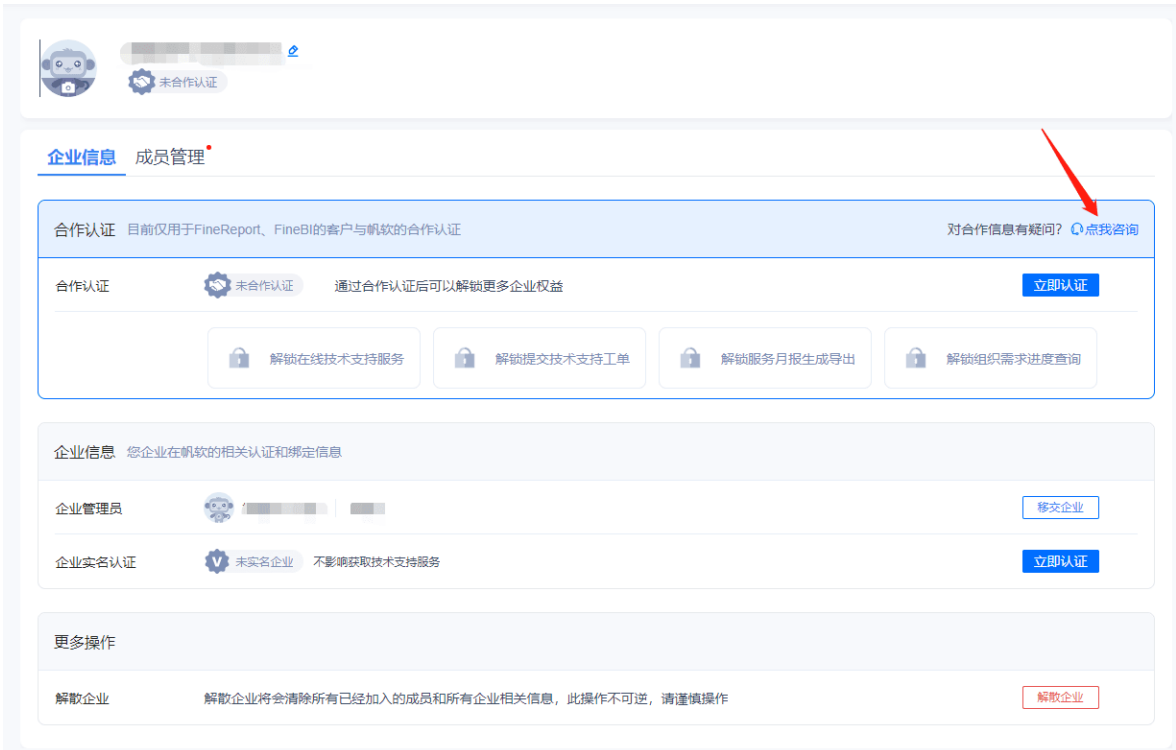 未合作认证
企业信息 成员管理
合作认证 目前仅用于FineReport、FineBI的客户与帆软的合作认证 对合作信息有疑问? 点我咨询
合作认证 未合作认证 通过合作认证后可以解锁更多企业权益 立即认证
解锁在线技术支持服务 解锁提交技术支持工单 解锁服务月报生成导出 解锁组织需求进度查询
企业信息 您企业在帆软的相关认证和绑定信息
企业管理员 移交企业
企业实名认证 V 未实名企业 不影响获取技术支持服务 立即认证
更多操作
解散企业 解散企业将会清除所有已经加入的成员和所有企业相关信息，此操作不可逆，请谨慎操作 解散企业